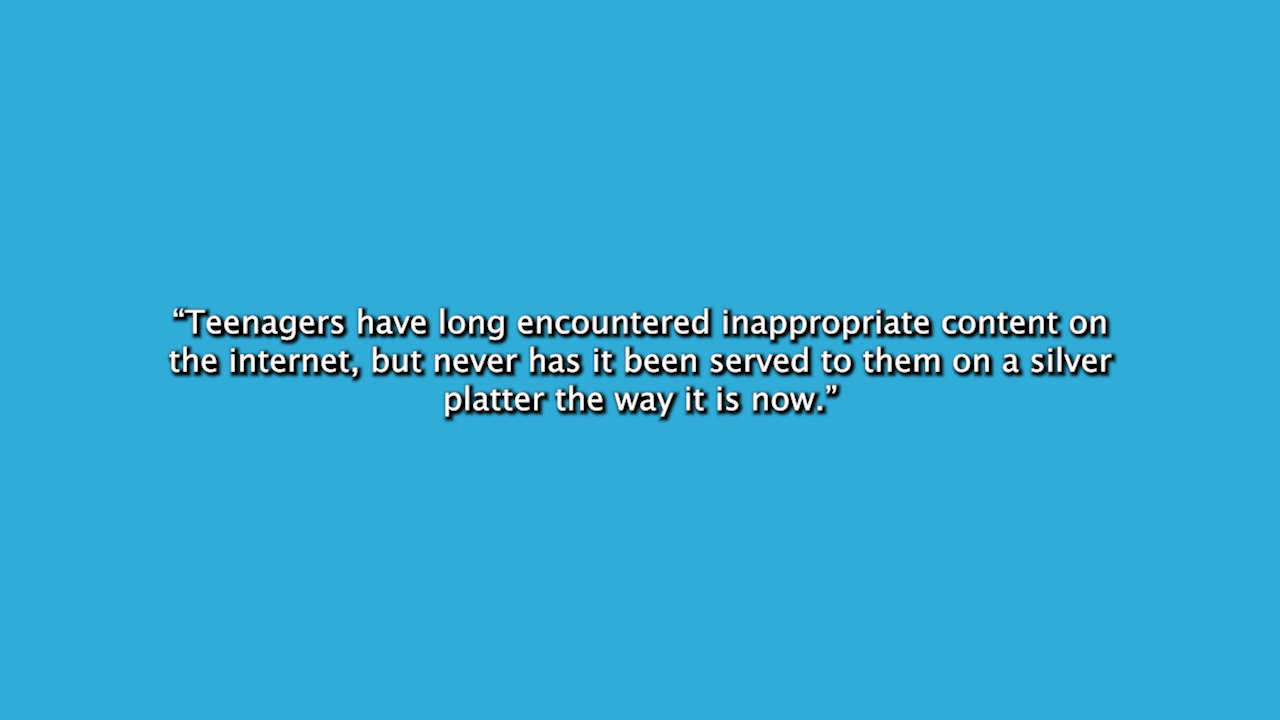 “Teenagers have long encountered inappropriate content on
the internet, but never has it been served to them on a silver
platter the way it is now.”